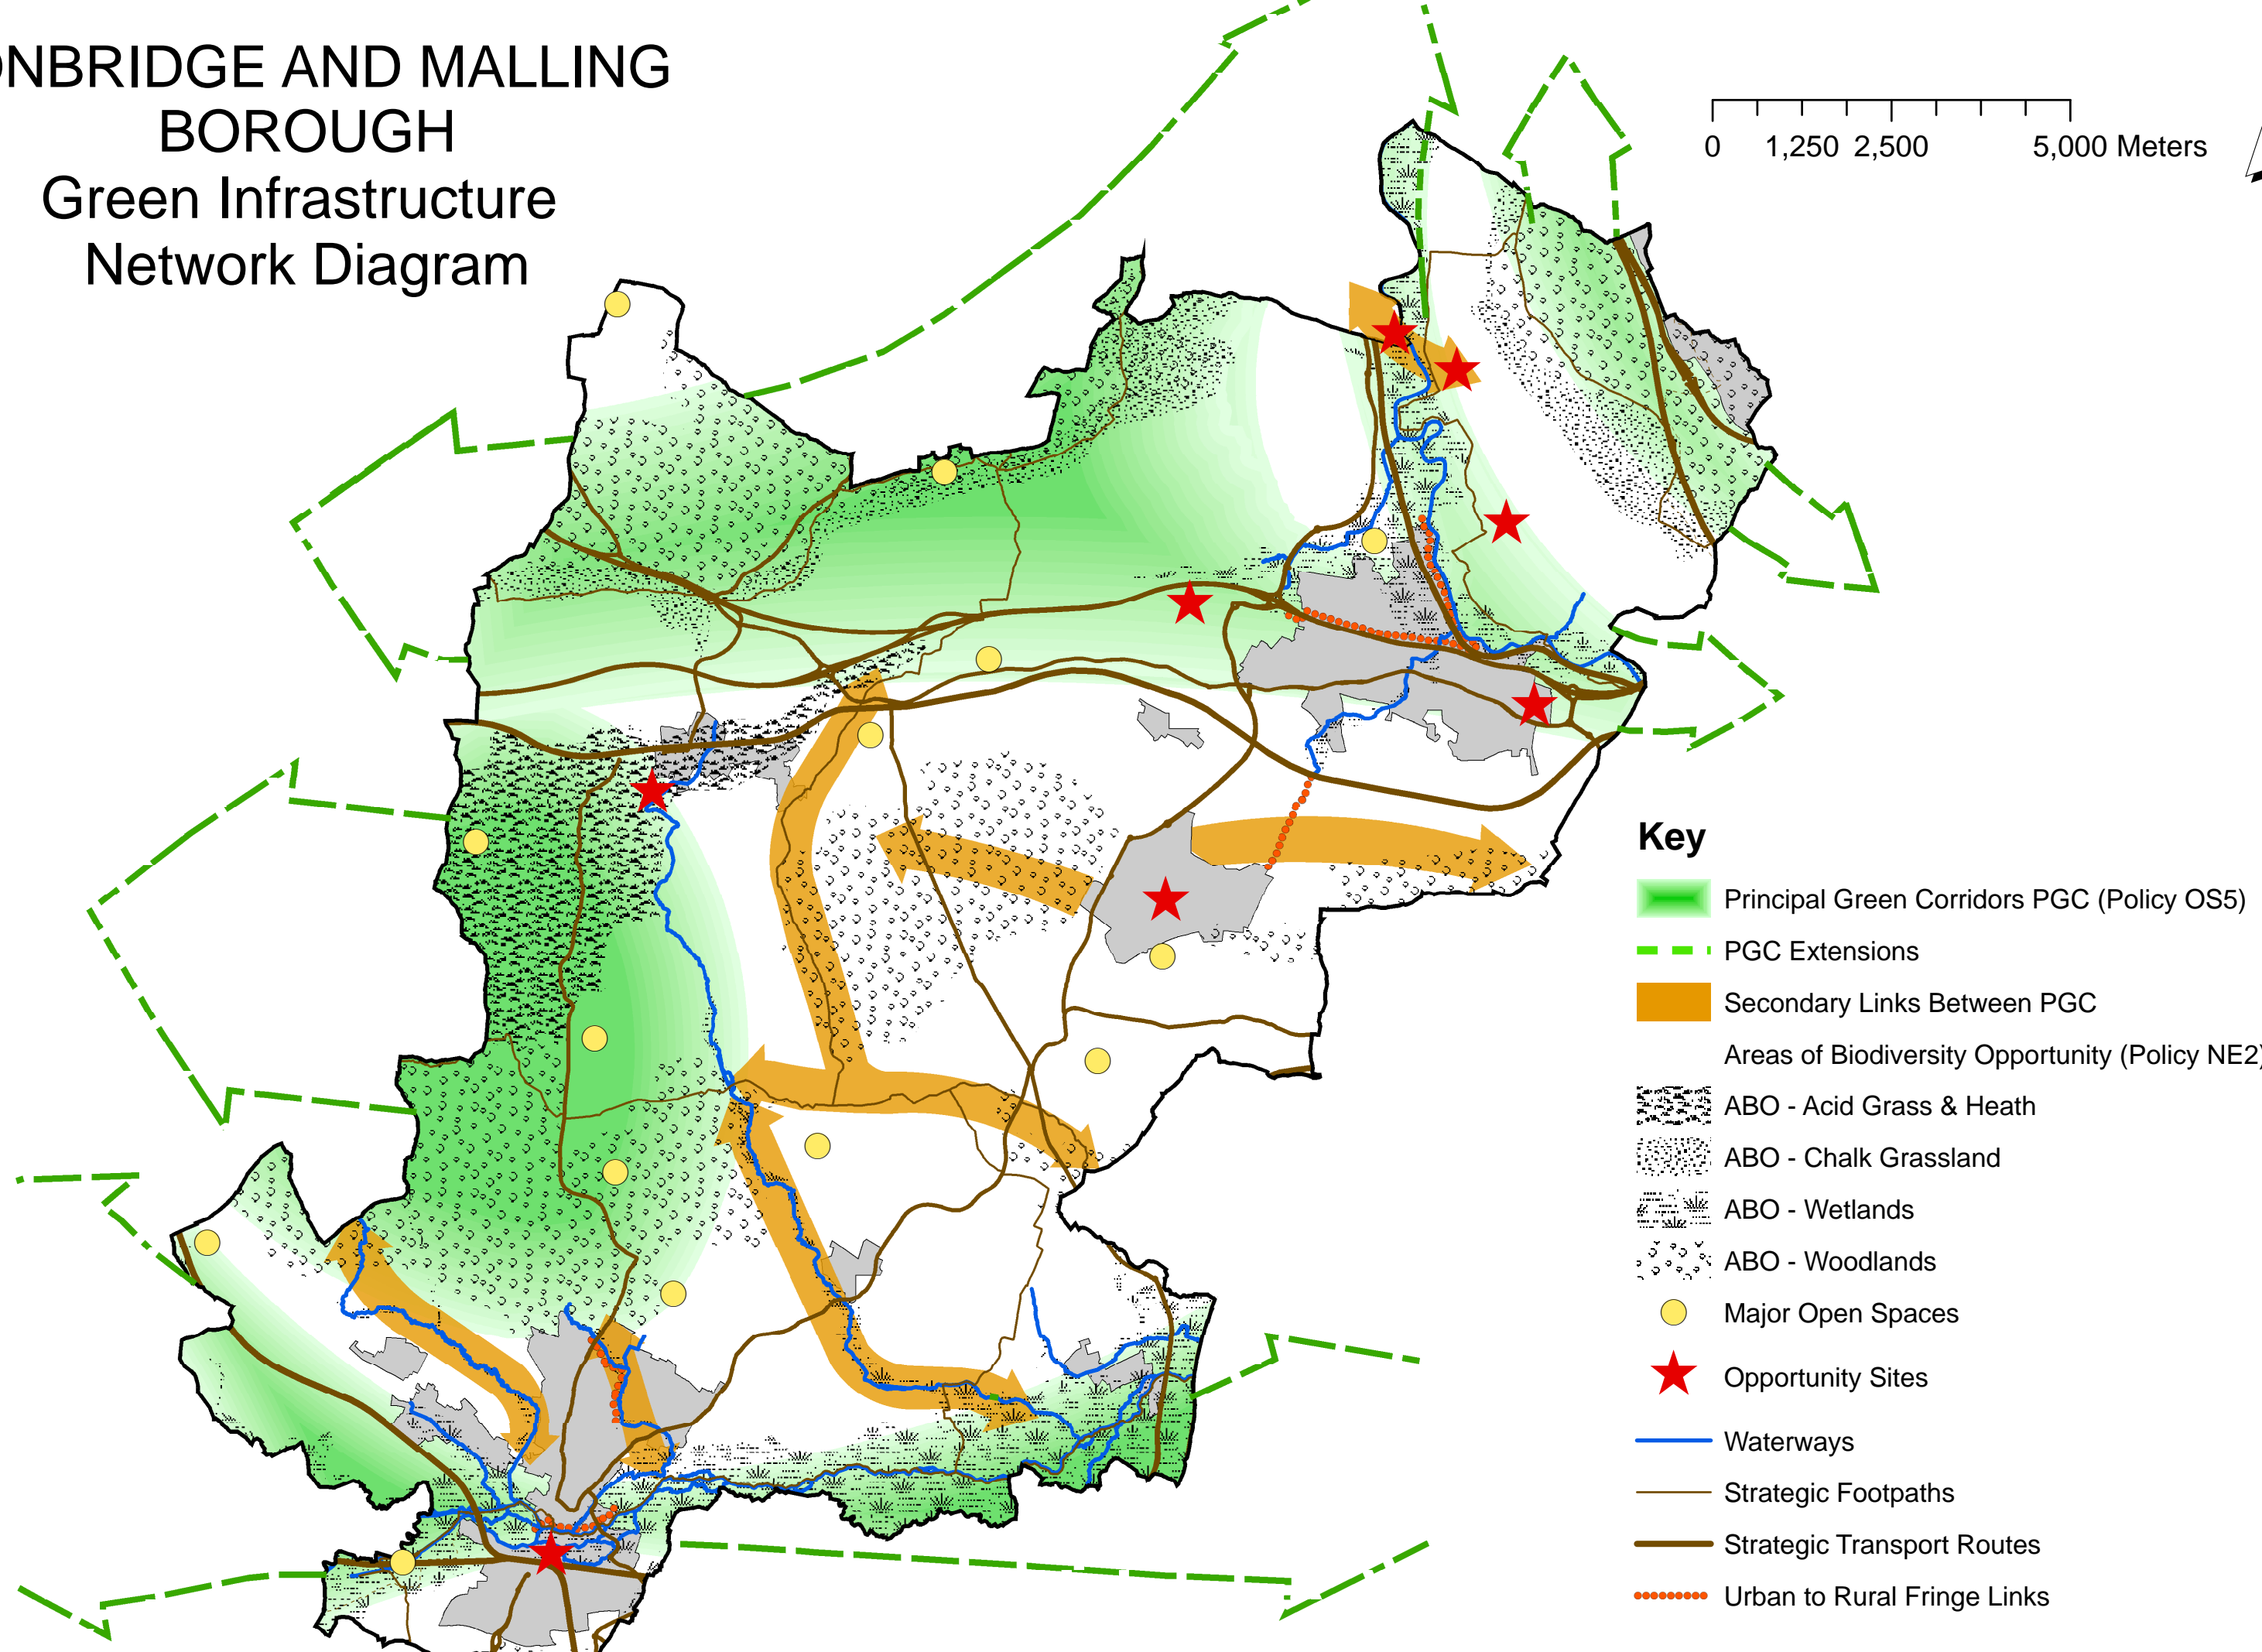 ONBRIDGE AND MALLING
BOROUGH
Green Infrastructure
Network Diagram
0 1,250 2,500 5,000 Meters
Key
Principal Green Corridors PGC (Policy OS5)
PGC Extensions
Secondary Links Between PGC
Areas of Biodiversity Opportunity (Policy NE2)
ABO - Acid Grass & Heath
ABO - Chalk Grassland
ABO - Wetlands
ABO - Woodlands
Major Open Spaces
Opportunity Sites
Waterways
Strategic Footpaths
Strategic Transport Routes
Urban to Rural Fringe Links